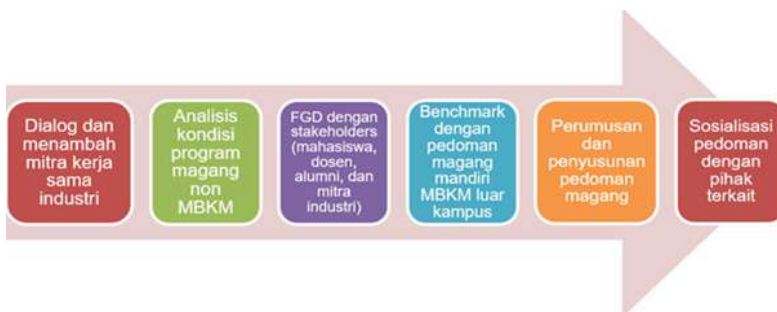 Dialog dan
menambah
mitra kerja
sama
industri
Analisis
kondisi
program
magang
non
MBKM
FGD dengan
stakeholders
(mahasiswa,
dosen,
alumni, dan
mitra
industri)
Benchmark
dengan
pedoman
magang
mandiri
MBKM luar
kampus
Perumusan
dan
penyusunan
pedoman
magang
Sosialisasi
pedoman
dengan
pihak
terkait